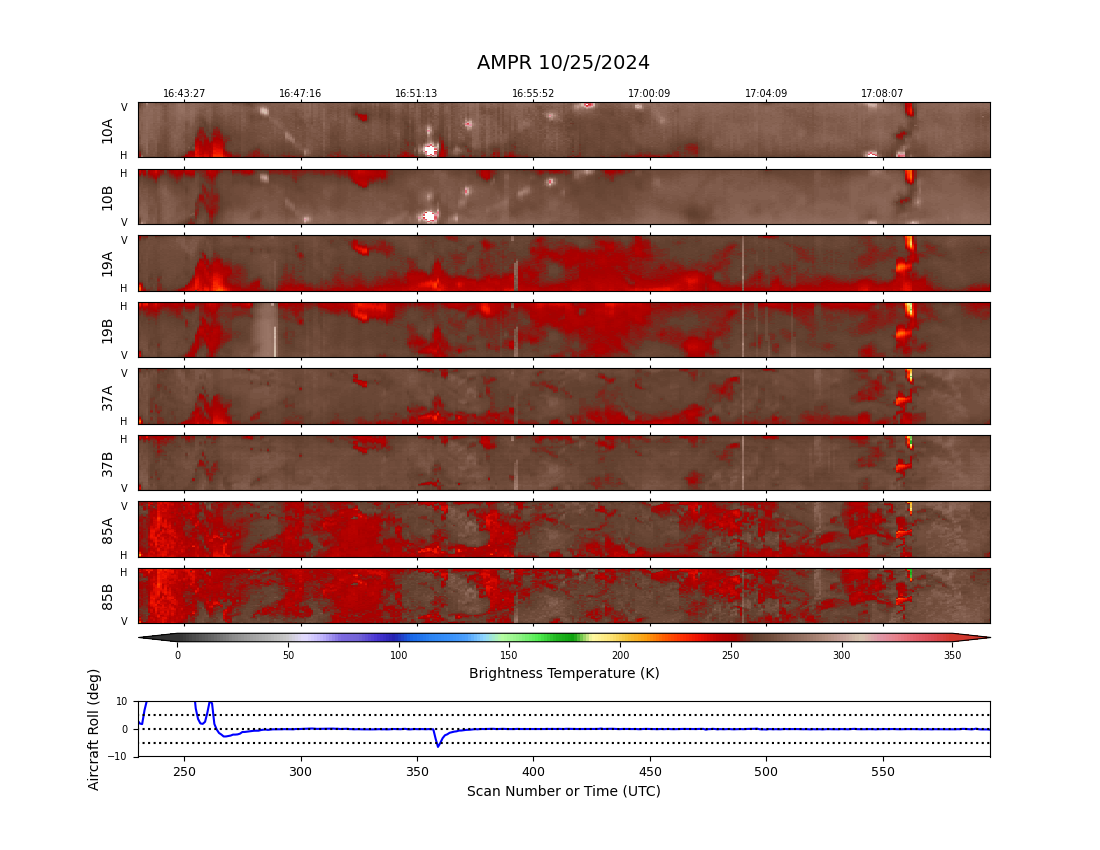 AMPR 10/25/2024
16:43:27 16:47:16 16:51:13 16:55:52 17:00:09 17:04:09 17:08:07
V
10A
H
H
10B
V
V
19A
H
H
19B
V
V
37A
H
H
37B
V
V
85A
H
H
85B
V
0 50 100 150 200 250 300 350
Brightness Temperature (K)
Aircraft Roll (deg)
10
0
−10
250 300 350 400 450 500 550
Scan Number or Time (UTC)